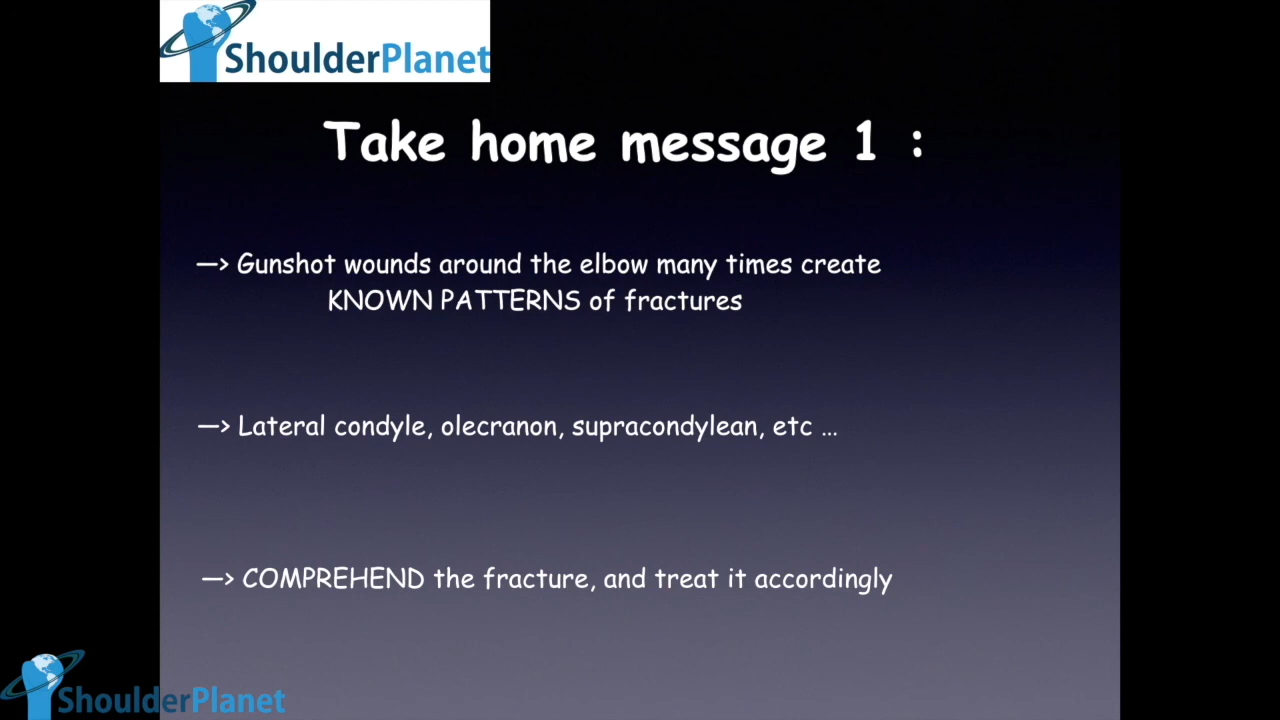 ShoulderPlanet
Take home message 1 :
—> Gunshot wounds around the elbow many times create
KNOWN PATTERNS of fractures
—> Lateral condyle, olecranon, supracondylean, etc ...
—> COMPREHEND the fracture, and treat it accordingly
ShoulderPlanet